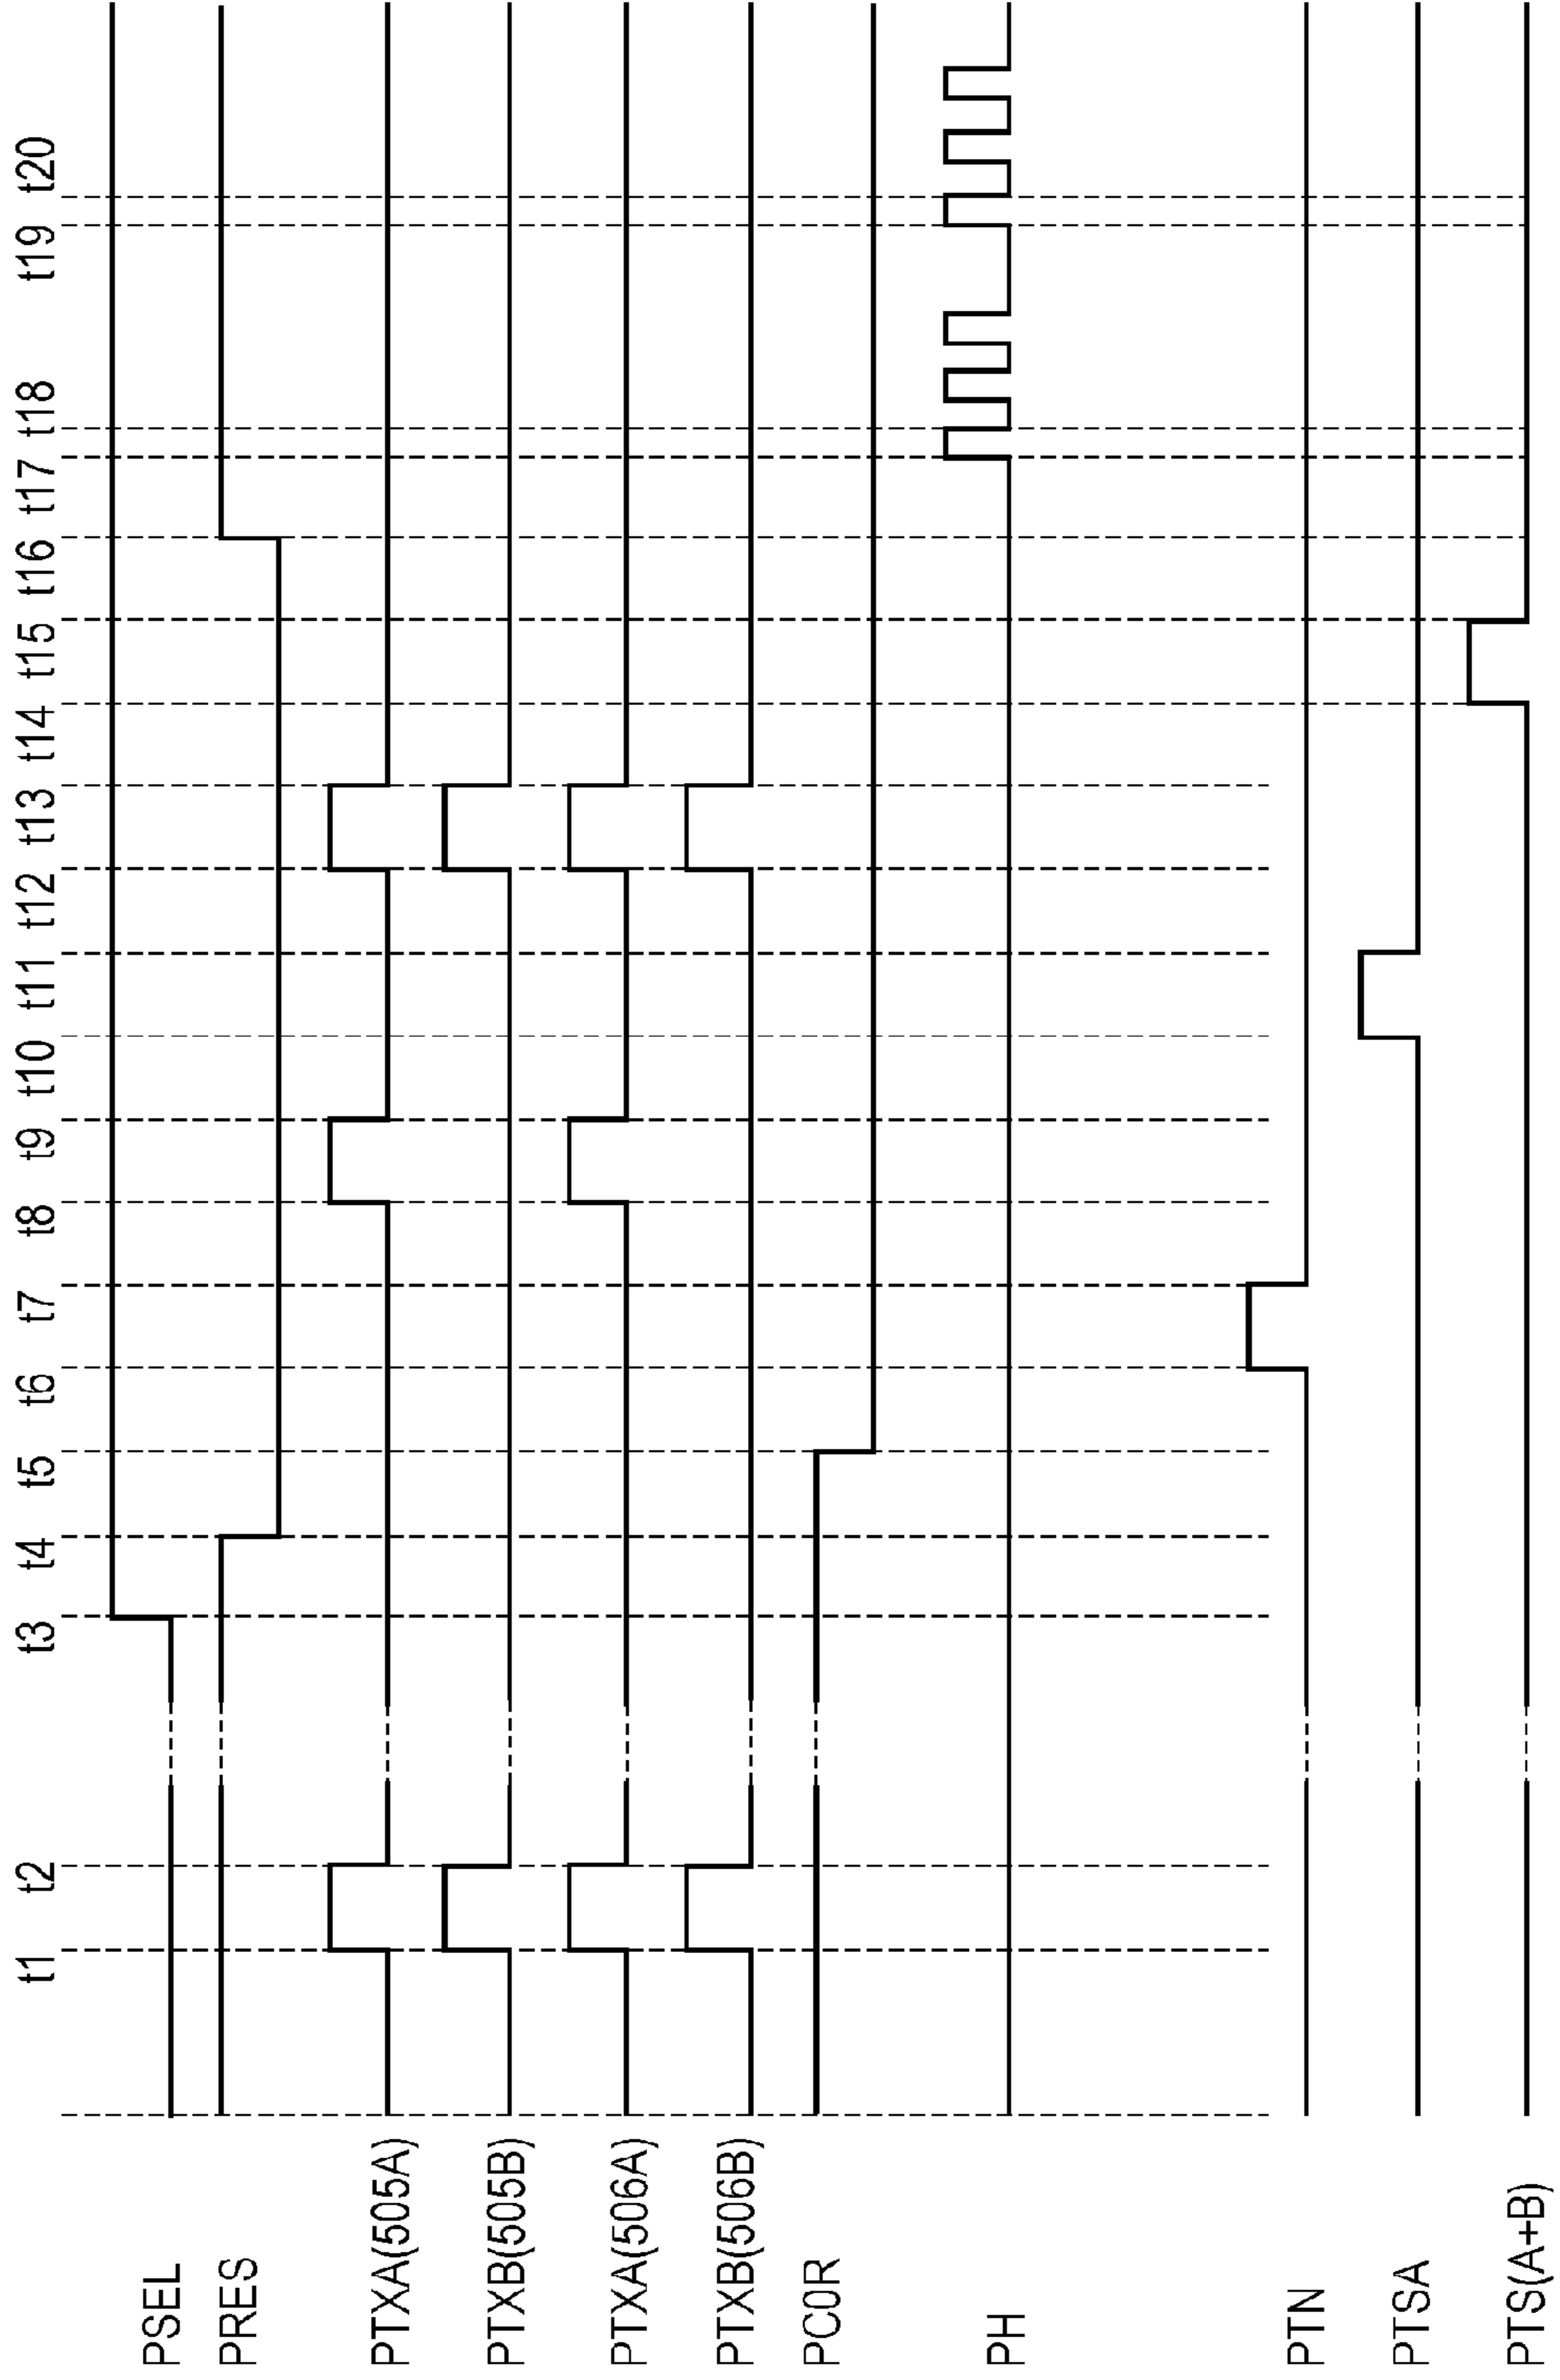 t1 t2 t3 t4 t5 t6 t7 t8 t9 t10 t11 t12 t13 t14 t15 t16 t17 t18 t19 t20
PSEL
PRES
PTXA(505A)
PTXB(505B)
PTXA(506A)
PTXB(506B)
PC0R
PH
PTN
PTSA
PTS(A+B)